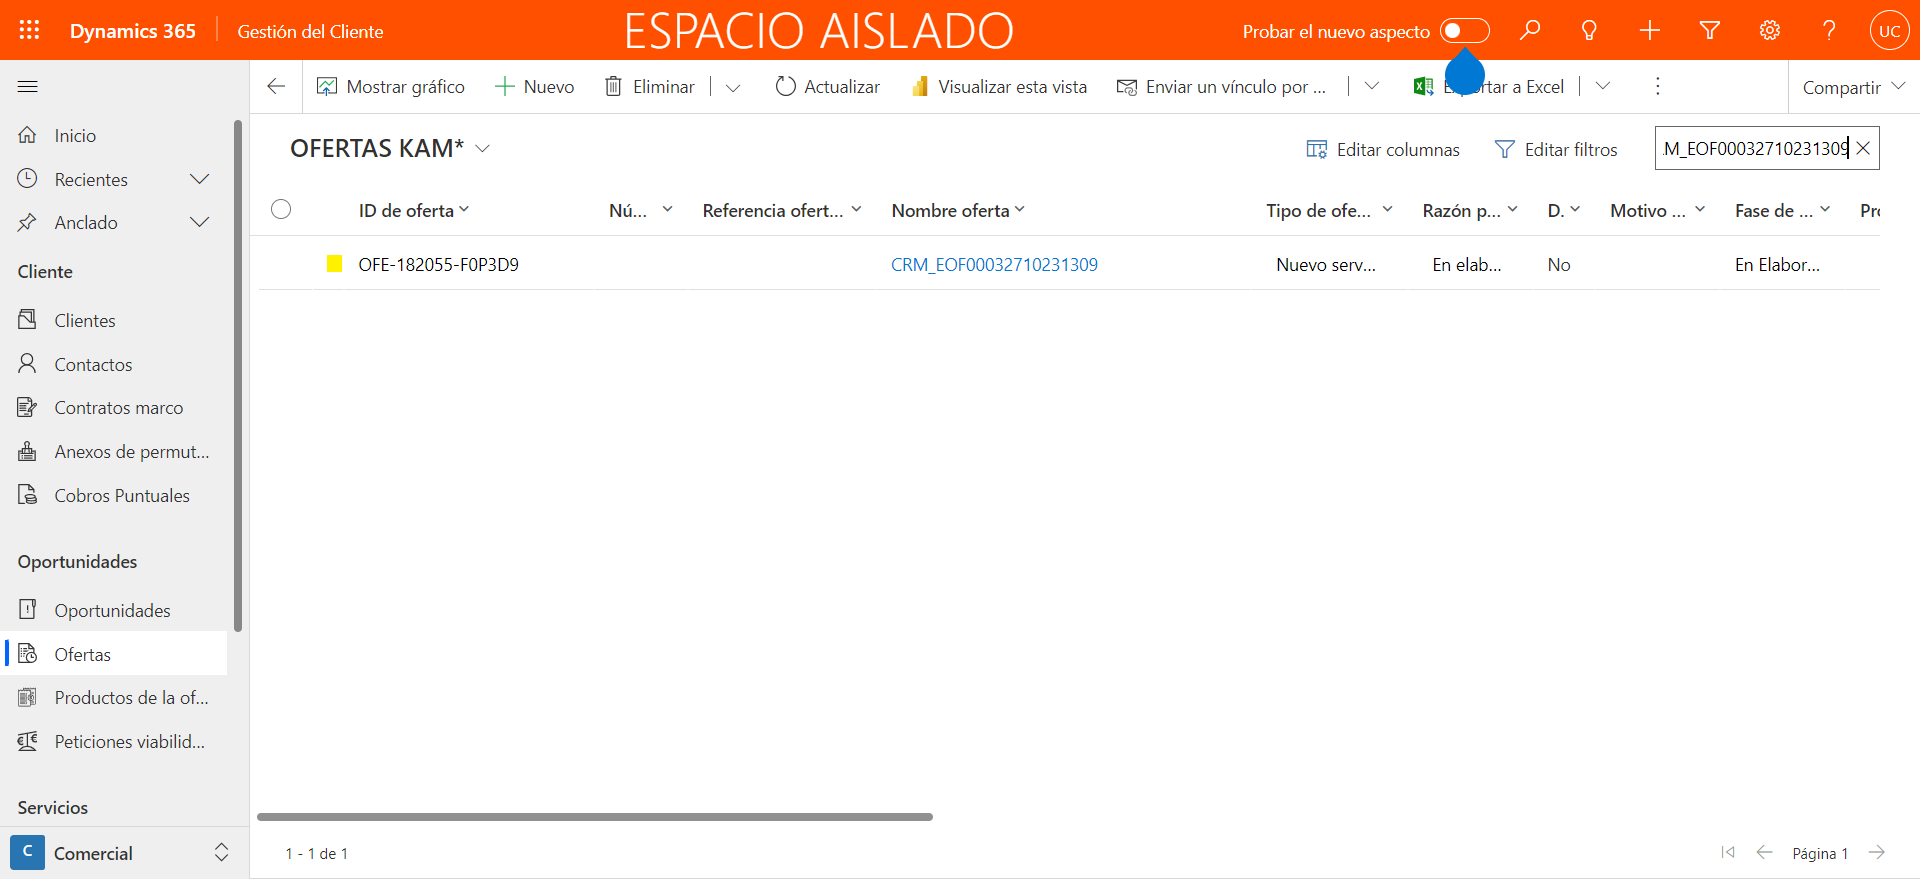 Dynamics 365
Gestión del Cliente
ESPACIO AISLADO
Probar el nuevo aspecto
UC
Mostrar gráfico
Nuevo
Eliminar
Actualizar
Visualizar esta vista
Enviar un vínculo por ...
a Excel
Compartir
Inicio
Recientes
Anclado
Cliente
Clientes
Contactos
Contratos marco
Anexos de permut...
Cobros Puntuales
Oportunidades
Oportunidades
Ofertas
Productos de la of...
Peticiones viabilid...
Servicios
C
Comercial
OFERTAS KAM*
Editar columnas
Editar filtros
M_EOF00032710231309
ID de oferta
Nú...
Referencia ofert...
Nombre oferta
Tipo de ofe...
Razón p...
D.
Motivo ...
Fase de ...
OFE-182055-F0P3D9
CRM_EOF00032710231309
Nuevo serv...
En elab...
No
En Elabor...
1 - 1 de 1
Página 1